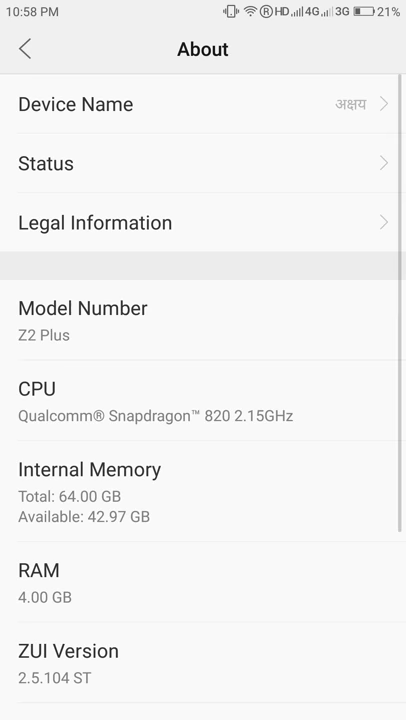 10:58 PM ® HD 4G 3G 21%
About
Device Name अक्षय
Status
Legal Information
Model Number
Z2 Plus
CPU
Qualcomm® Snapdragon™ 820 2.15GHz
Internal Memory
Total: 64.00 GB
Available: 42.97 GB
RAM
4.00 GB
ZUI Version
2.5.104 ST